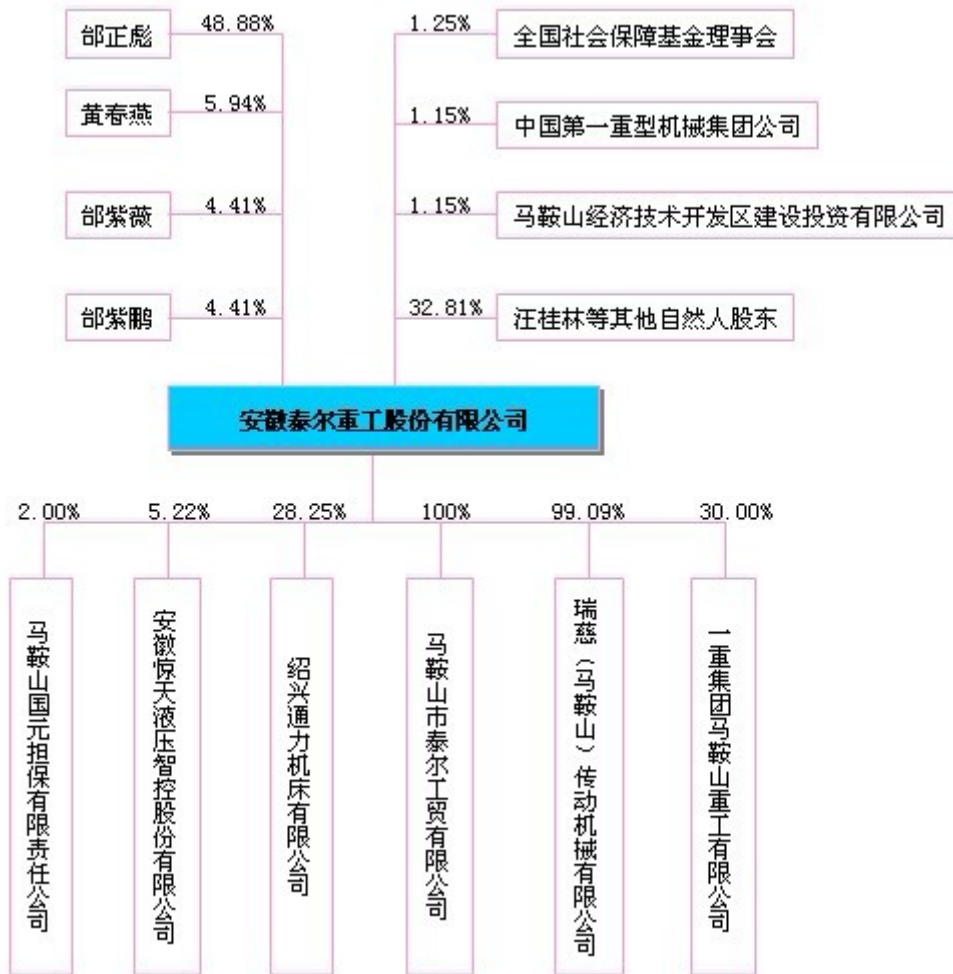 邰正彪
48.88%
1.25%
全国社会保障基金理事会
黄春燕
5.94%
1.15%
中国第一重型机械集团公司
邰紫薇
4.41%
1.15%
马鞍山经济技术开发区建设投资有限公司
邰紫鹏
4.41%
32.81%
汪桂林等其他自然人股东
安徽泰尔重工股份有限公司
2.00%
5.22%
28.25%
100%
99.09%
30.00%
马鞍山国元担保有限责任公司
安徽惊天液压智控股份有限公司
绍兴通力机床有限公司
马鞍山市泰尔工贸有限公司
瑞慈（马鞍山）传动机械有限公司
一重集团马鞍山重工有限公司